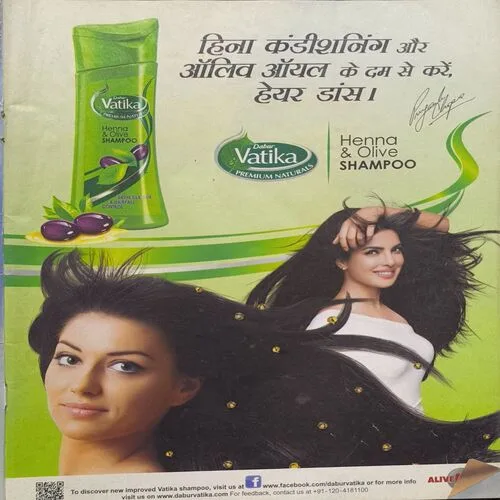 हिना कंडीशनिंग और
ऑलिव ऑयल के दम से करें,
हेयर डांस।
Dabur
Vatika
PREMIUM NATURALS
Henna
& Olive
SHAMPOO
Dabur
Vatika
PREMIUM NATURALS
Henna
& Olive
SHAMPOO
To discover new improved Vatika shampoo, visit us at f www.facebook.com/daburvatika or for more info
visit us on www.daburvatika.com For feedback, contact us at +91-120-4181100
ALIVE